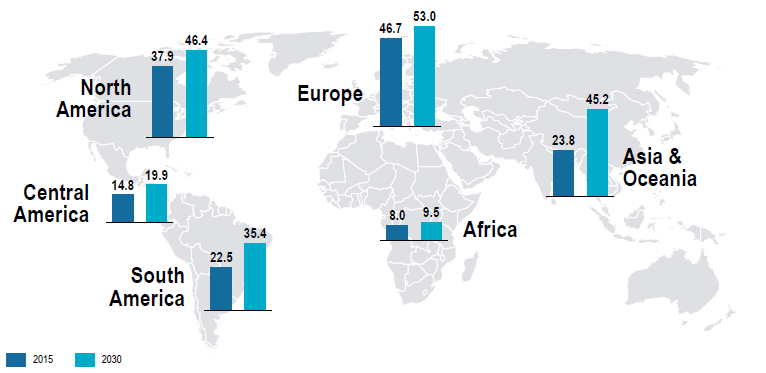 37.9
46.4
North
America
46.7
53.0
Europe
23.8
45.2
Asia &
Oceania
14.8
19.9
Central
America
8.0
9.5
Africa
22.5
35.4
South
America
2015
2030